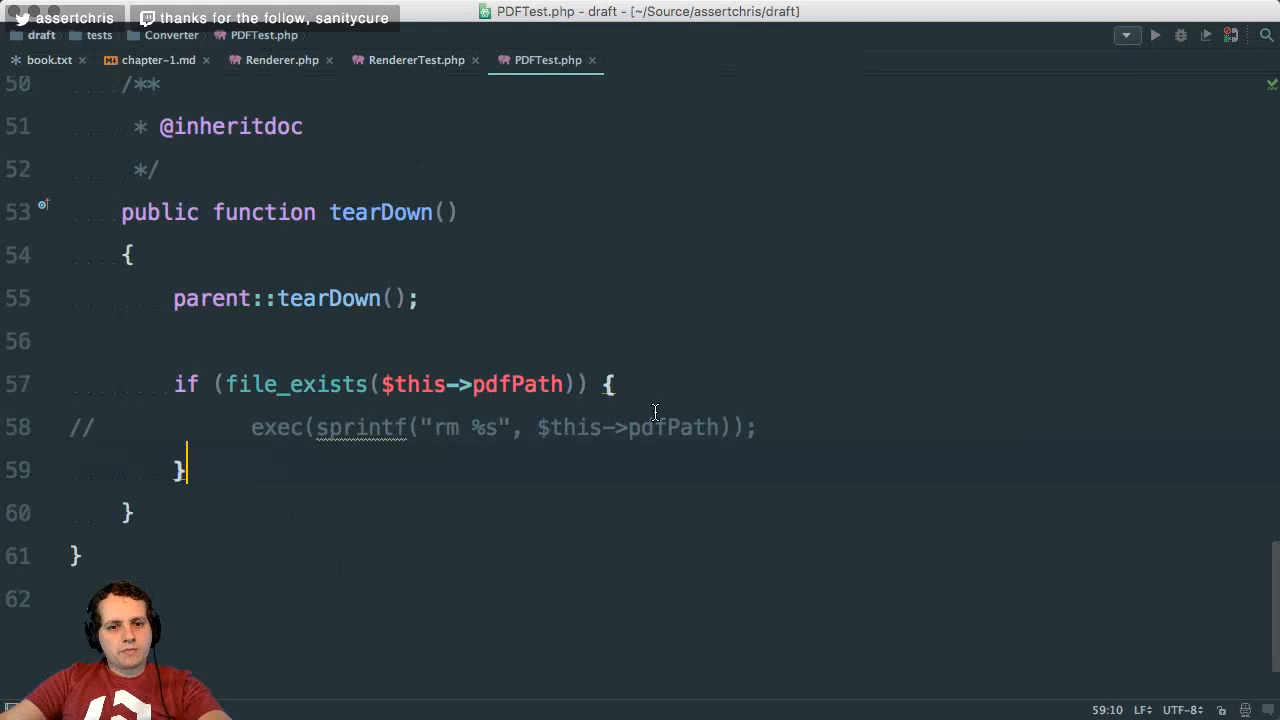 assertchris
thanks for the follow, sanitycure
PDFTest.php - draft - [~/Source/assertchris/draft]
draft tests Converter PDFTest.php
book.txt × chapter-1.md × Renderer.php × RendererTest.php × PDFTest.php ×
50 /**
51 * @inheritdoc
52 */
53 public function tearDown()
54 {
55 parent::tearDown();
56
57 if (file_exists($this->pdfPath)) {
58 // exec(sprintf("rm %s", $this->pdfPath));
59 }
60 }
61 }
62
59:10 LF UTF-8